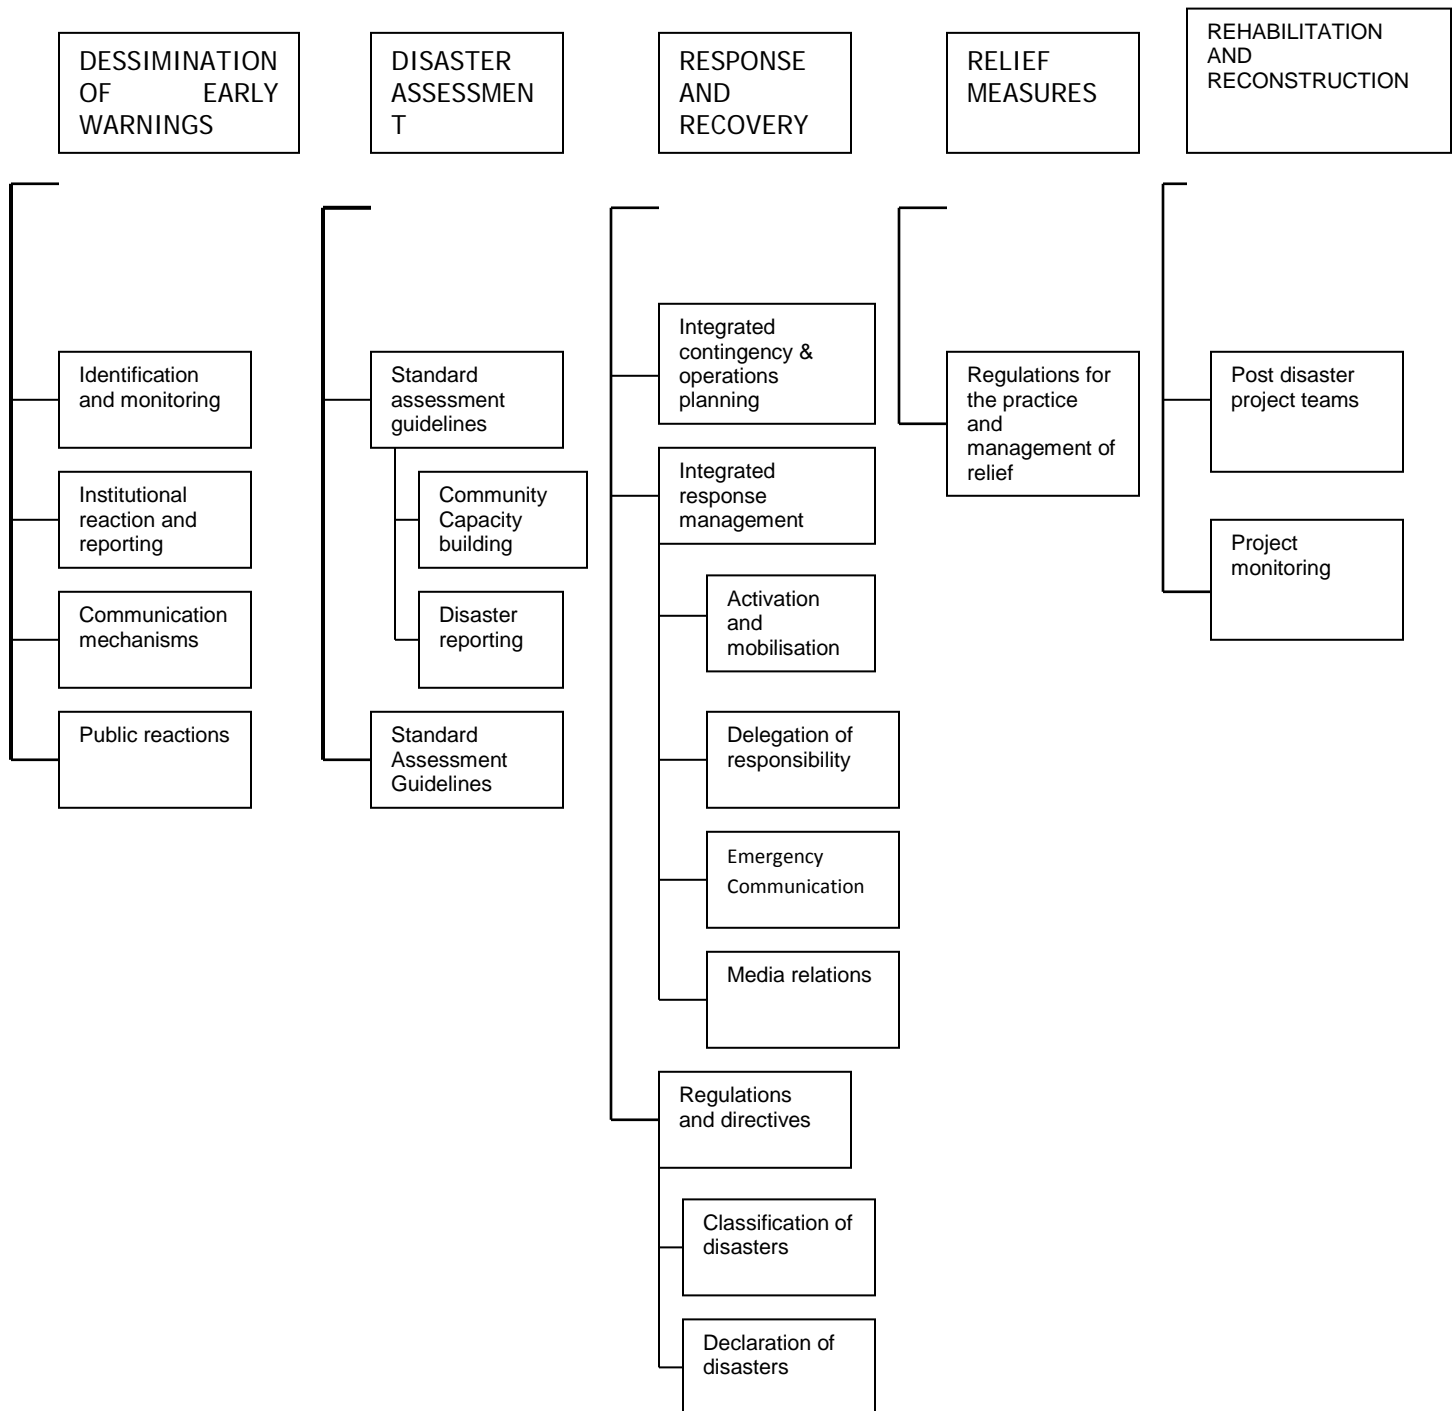 DESSIMINATION
OF EARLY
WARNINGS
DISASTER
ASSESSMEN
T
RESPONSE
AND
RECOVERY
RELIEF
MEASURES
REHABILITATION
AND
RECONSTRUCTION
Identification
and monitoring
Institutional
reaction and
reporting
Communication
mechanisms
Public reactions
Standard
assessment
guidelines
Community
Capacity
building
Disaster
reporting
Standard
Assessment
Guidelines
Integrated
contingency &
operations
planning
Integrated
response
management
Activation
and
mobilisation
Delegation of
responsibility
Emergency
Communication
Media relations
Regulations
and directives
Classification of
disasters
Declaration of
disasters
Regulations for
the practice
and
management of
relief
Post disaster
project teams
Project
monitoring